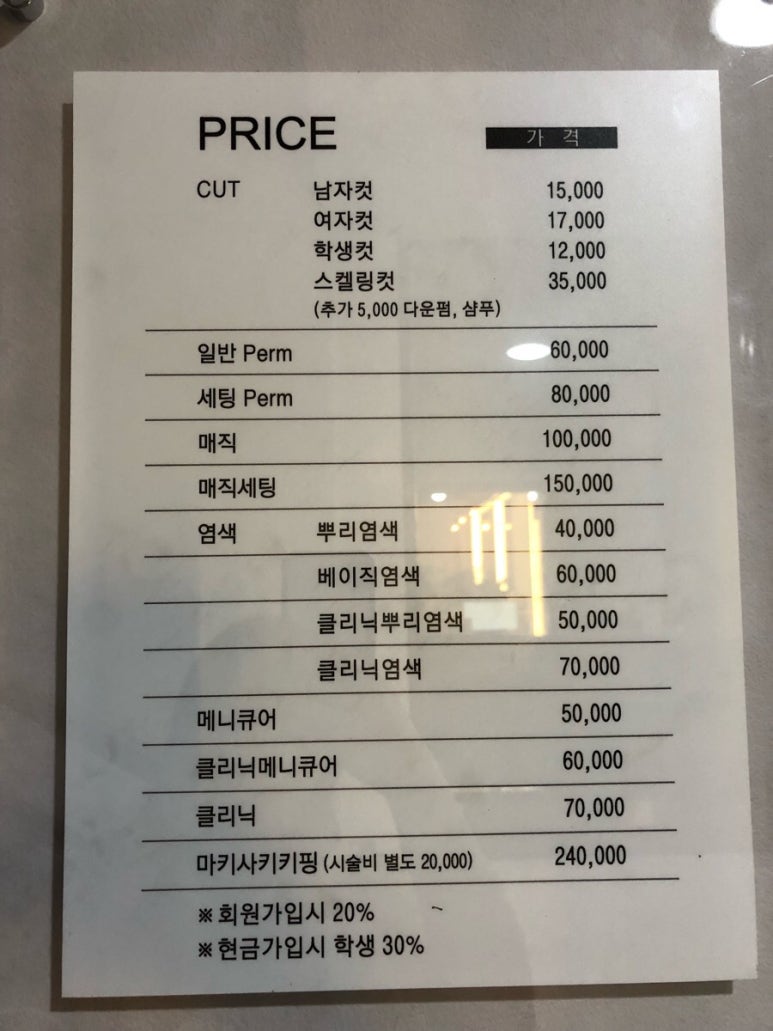 PRICE 가 격
CUT 남자컷 15,000
여자컷 17,000
학생컷 12,000
스켈링컷 35,000
(추가 5,000 다운펌, 샴푸)
일반 Perm 60,000
세팅 Perm 80,000
매직 100,000
매직세팅 150,000
염색 뿌리염색 40,000
베이직염색 60,000
클리닉뿌리염색 50,000
클리닉염색 70,000
메니큐어 50,000
클리닉메니큐어 60,000
클리닉 70,000
마키사키키핑 (시술비 별도 20,000) 240,000
※ 회원가입시 20%
※ 현금가입시 학생 30%